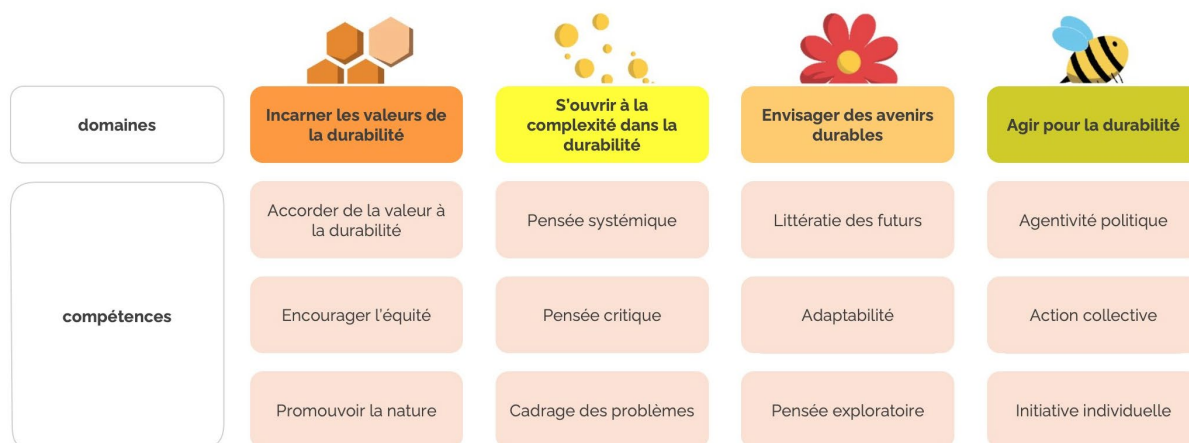 domaines
Incarner les valeurs de
la durabilité
S'ouvrir à la
complexité dans la
durabilité
Envisager des avenirs
durables
Agir pour la durabilité
compétences
Accorder de la valeur à
la durabilité
Pensée systémique
Littératie des futurs
Agentivité politique
Encourager l'équité
Pensée critique
Adaptabilité
Action collective
Promouvoir la nature
Cadrage des problèmes
Pensée exploratoire
Initiative individuelle